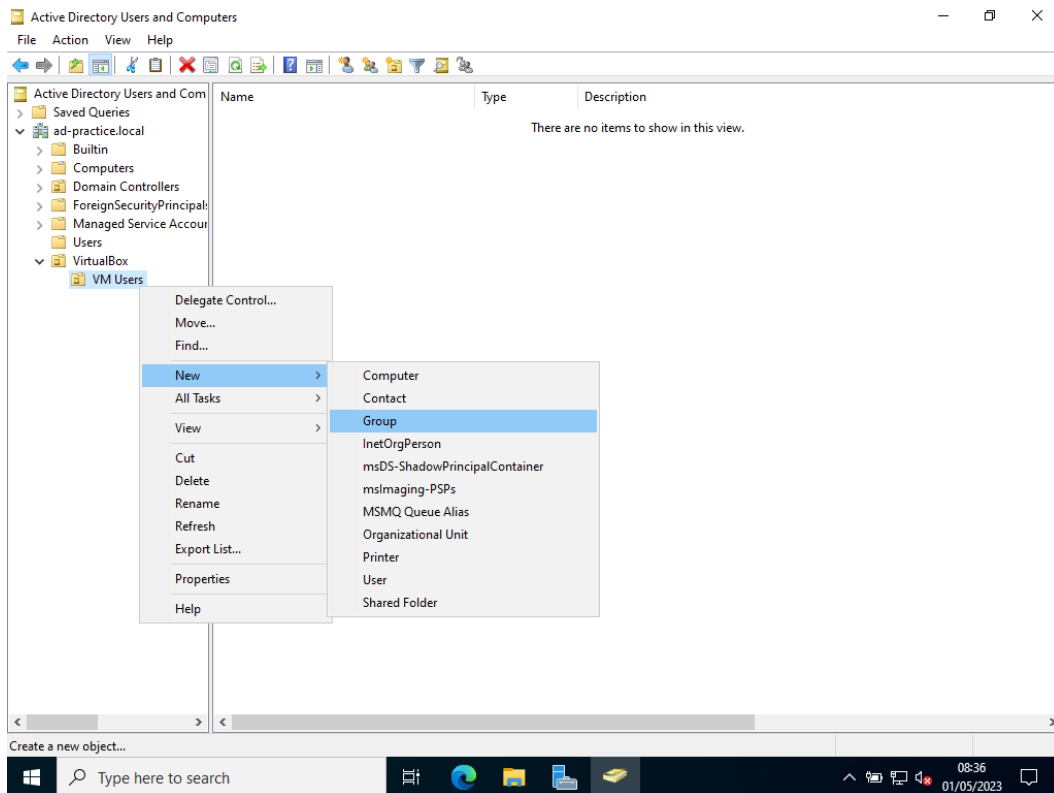 Active Directory Users and Computers
File Action View Help
Active Directory Users and Com
Saved Queries
ad-practice.local
Builtin
Computers
Domain Controllers
ForeignSecurityPrincipal
Managed Service Accour
Users
VirtualBox
VM Users
Name Type Description
There are no items to show in this view.
Delegate Control...
Move...
Find...
New
All Tasks
View
Cut
Delete
Rename
Refresh
Export List...
Properties
Help
Computer
Contact
Group
InetOrgPerson
msDS-ShadowPrincipalContainer
msImaging-PSPs
MSMQ Queue Alias
Organizational Unit
Printer
User
Shared Folder
Create a new object...
Type here to search
08:36
01/05/2023